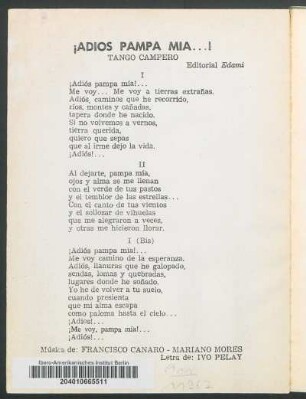 ¡ADIOS PAMPA MIA...!
TANGO CAMPERO
Editorial Edami
I
¡Adiós pampa mía!...
Me voy... Me voy a tierras extrañas.
Adiós, caminos que he recorrido,
ríos, montes y cañados,
tapera donde he nacido.
Si no volvemos a vernos,
tierra querida,
quiero que sepas
que al irme dejo la vida.
¡Adiós!...
II
Al dejarte, pampa mía,
ojos y alma se me llenan
con el verde de tus pastos
y el temblor de las estrellas...
Con el canto de tus vientos
y el sollozar de vihuelas
que me alegraron a veces,
y otras me hicieron llorar.
I (Bis)
¡Adiós pampa mía!...
Me voy camino de la esperanza.
Adiós, llanuras que he galopado,
sendas, lomas y quebradas,
lugares donde he soñado.
Yo he de volver a tu suelo,
cuando presienta
que mi alma escapa
como paloma hasta el cielo...
¡Adiós!...
¡Me voy, pampa mía!...
¡Adiós!...
Música de: FRANCISCO CANARO - MARIANO MORES
Letra de: IVO PELAY
Ibero-Amerikanisches Institut Berlin
204010665511